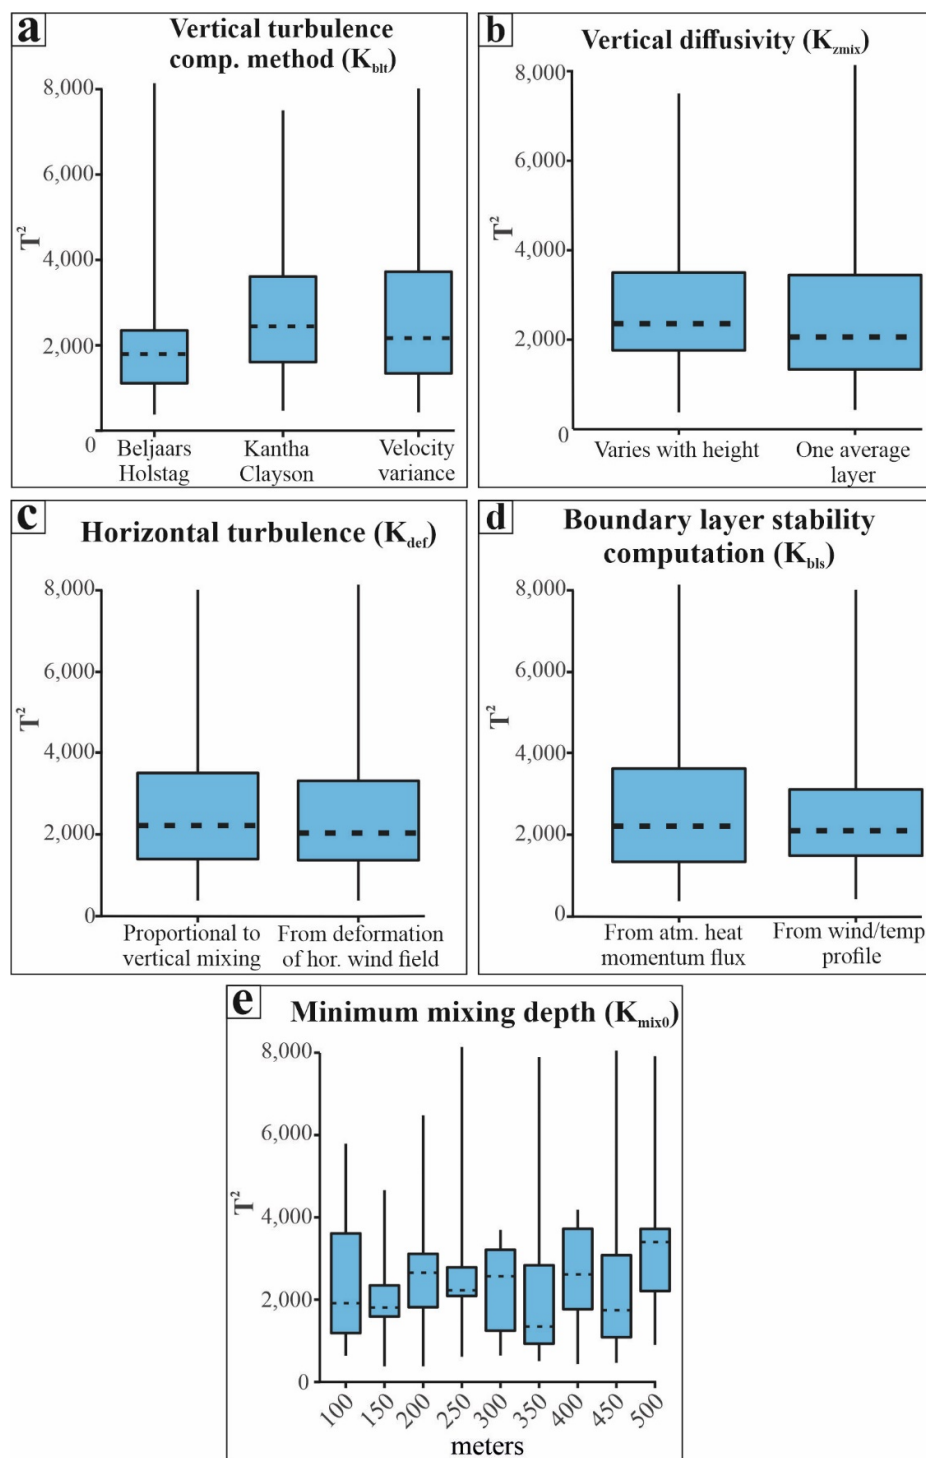 a
Vertical turbulence
comp. method (K_blt)
8,000
6,000
4,000
2,000
0
T²
Beljaars
Holstag
Kantha
Clayson
Velocity
variance
b
Vertical diffusivity (K_zmix)
8,000
6,000
4,000
2,000
0
T²
Varies with height
One average
layer
c
Horizontal turbulence (K_def)
8,000
6,000
4,000
2,000
0
T²
Proportional to
vertical mixing
From deformation
of hor. wind field
d
Boundary layer stability
computation (K_bls)
8,000
6,000
4,000
2,000
0
T²
From atm. heat
momentum flux
From wind/temp
profile
e
Minimum mixing depth (K_mix0)
8,000
6,000
4,000
2,000
0
T²
100
150
200
250
300
350
400
450
500
meters